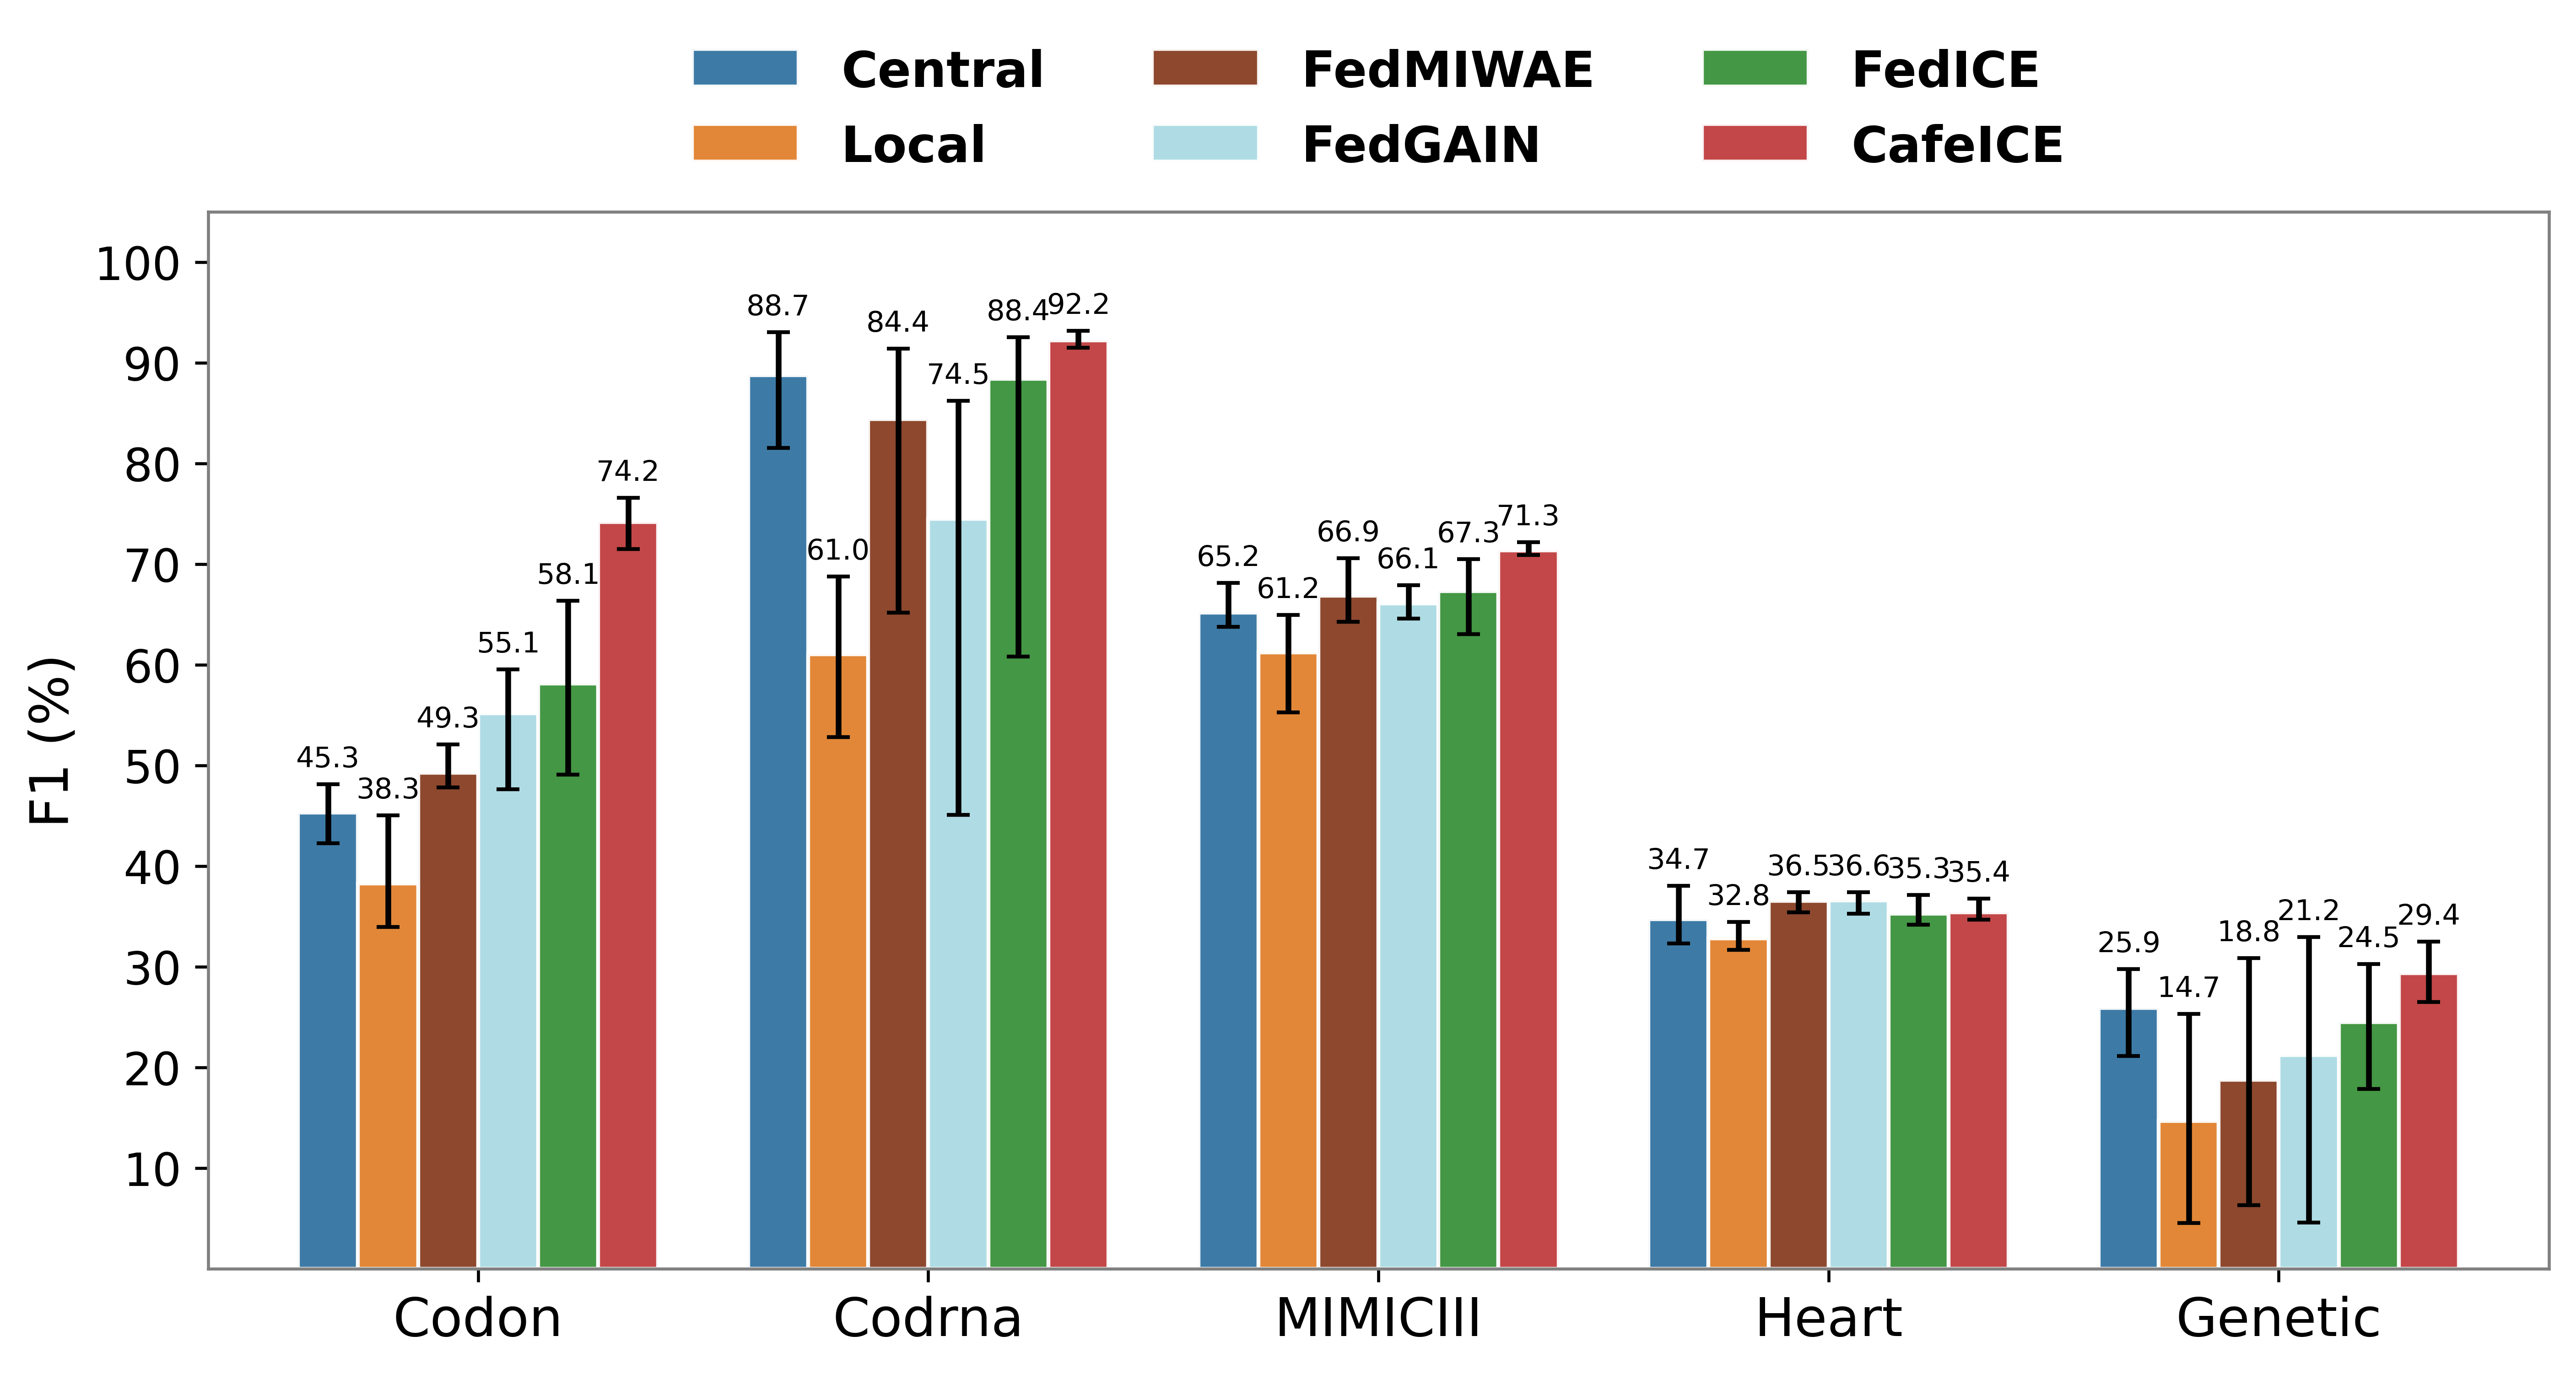 Central FedMIWAE FedICE
Local FedGAIN CafeICE
F1 (%)
100
90
80
70
60
50
40
30
20
10
45.3 38.3 49.3 55.1 58.1 74.2
88.7 61.0 84.4 74.5 88.4 92.2
65.2 61.2 66.9 66.1 67.3 71.3
34.7 32.8 36.5 36.6 35.3 35.4
25.9 14.7 18.8 21.2 24.5 29.4
Codon Codrna MIMICIII Heart Genetic